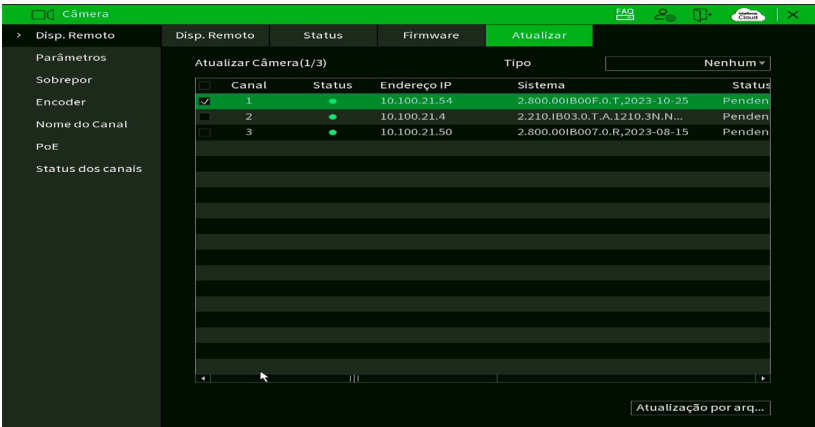 Câmera FAQ intelbras Cloud
> Disp. Remoto Disp. Remoto Status Firmware Atualizar
Parâmetros
Sobrepor
Encoder
Nome do Canal
PoE
Status dos canais
Atualizar Câmera(1/3) Tipo Nenhum
Canal Status Endereço IP Sistema Status
1 10.100.21.54 2.800.00IB00F.0.T,2023-10-25 Penden
2 10.100.21.4 2.210.IB03.0.T.A.1210.3N.N... Penden
3 10.100.21.50 2.800.00IB007.0.R,2023-08-15 Penden
Atualização por arq...